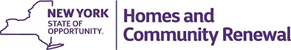 NEW YORK
STATE OF
OPPORTUNITY.
Homes and
Community Renewal